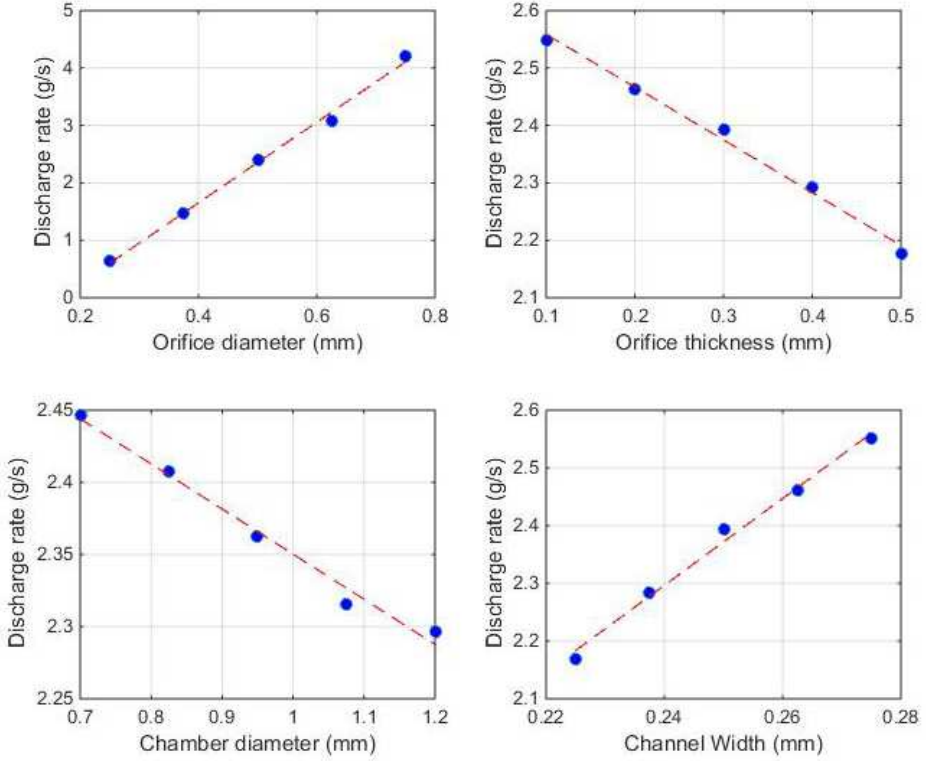 5
4
3
2
1
0
Discharge rate (g/s)
0.2 0.4 0.6 0.8
Orifice diameter (mm)
2.6
2.5
2.4
2.3
2.2
2.1
Discharge rate (g/s)
0.1 0.2 0.3 0.4 0.5
Orifice thickness (mm)
2.45
2.4
2.35
2.3
2.25
Discharge rate (g/s)
0.7 0.8 0.9 1 1.1 1.2
Chamber diameter (mm)
2.6
2.5
2.4
2.3
2.2
2.1
Discharge rate (g/s)
0.22 0.24 0.26 0.28
Channel Width (mm)